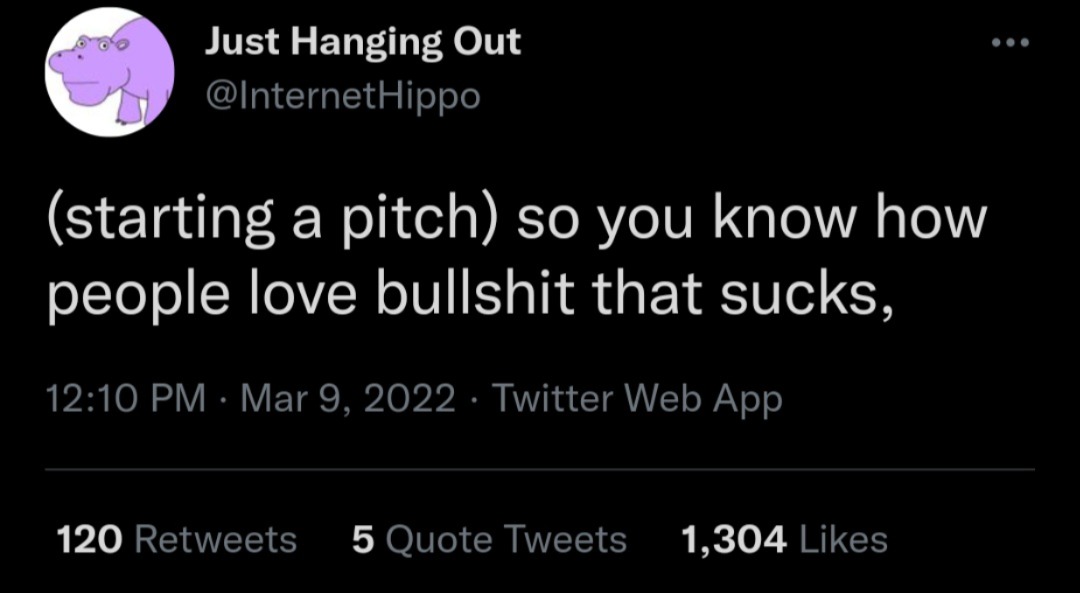 Just Hanging Out
@InternetHippo
(starting a pitch) so you know how
people love bullshit that sucks,
12:10 PM · Mar 9, 2022 · Twitter Web App
120 Retweets 5 Quote Tweets 1,304 Likes